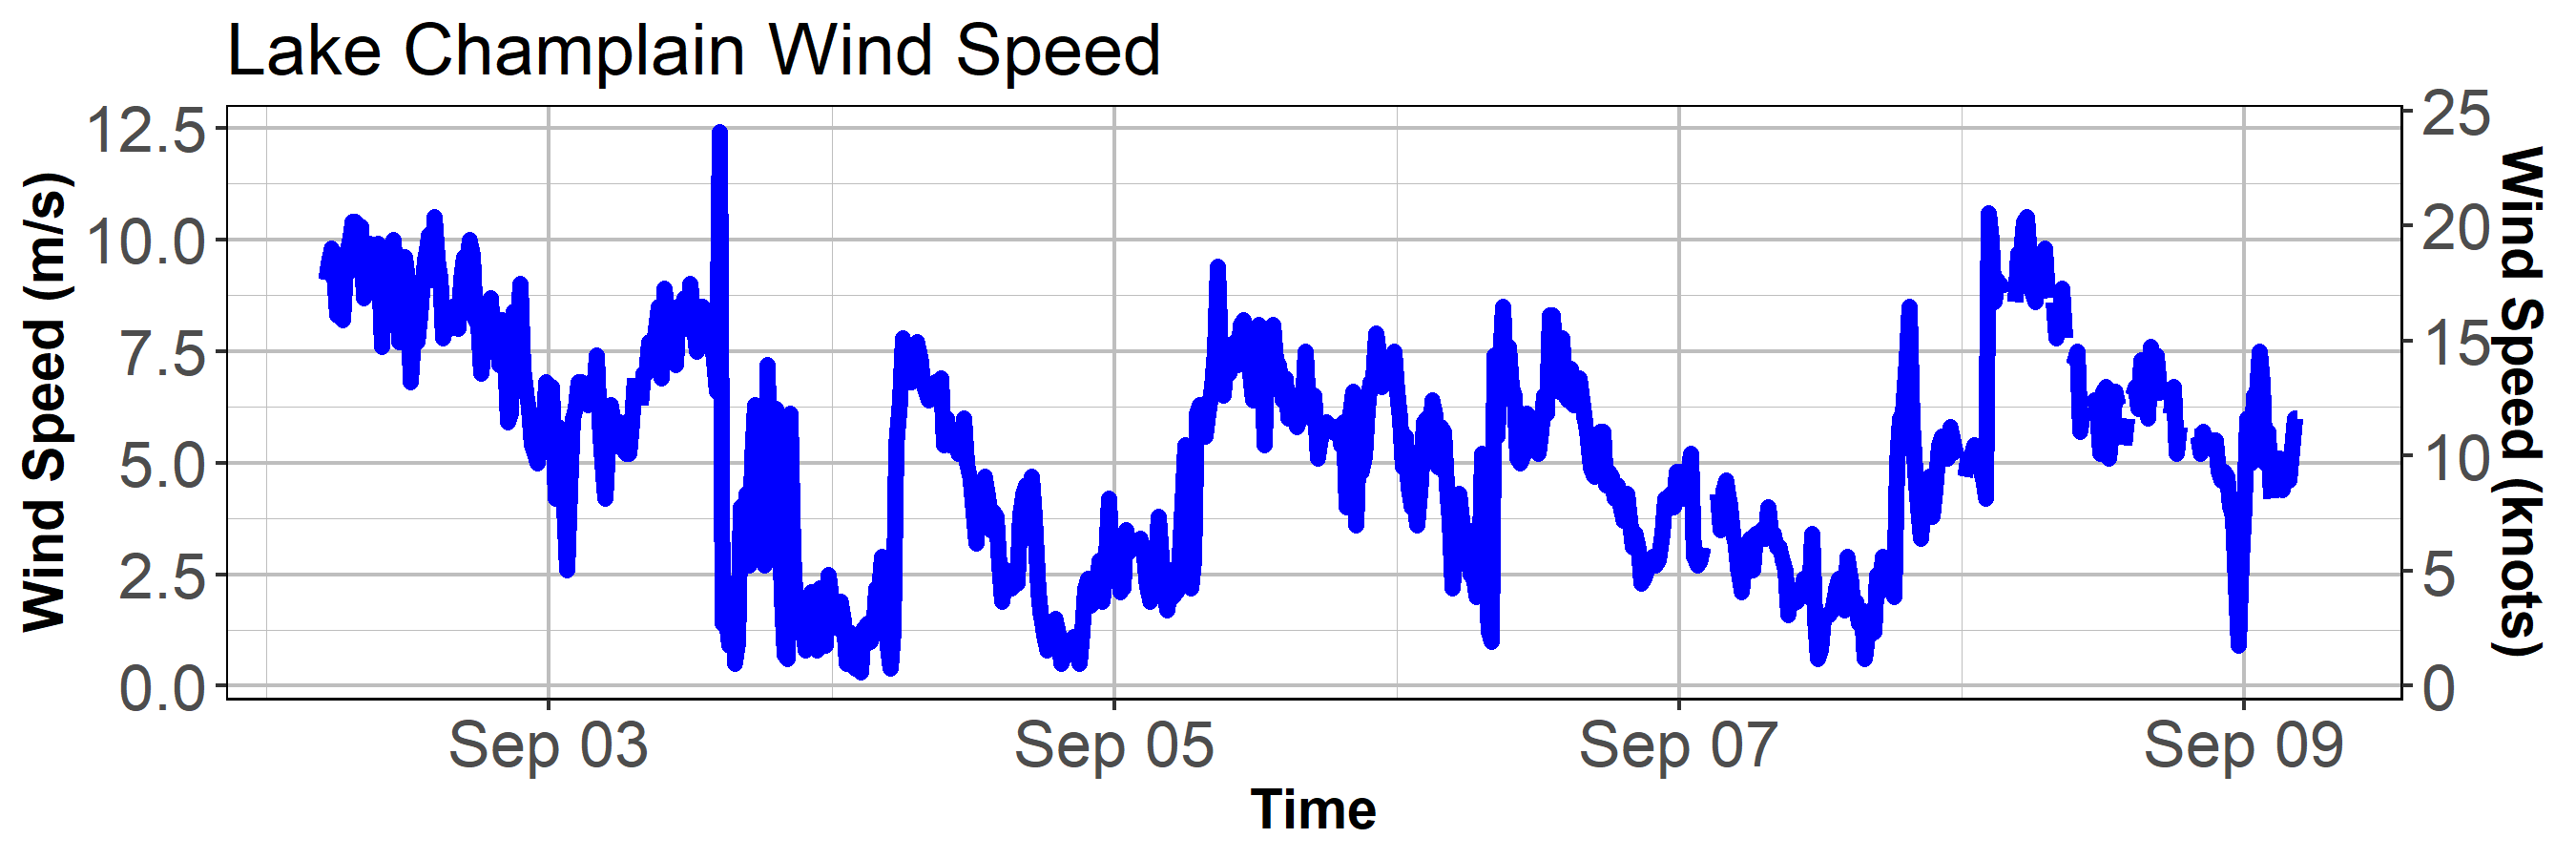 Lake Champlain Wind Speed
Wind Speed (m/s)
12.5
10.0
7.5
5.0
2.5
0.0
25
20
15
10
5
0
Wind Speed (knots)
Sep 03 Sep 05 Sep 07 Sep 09
Time